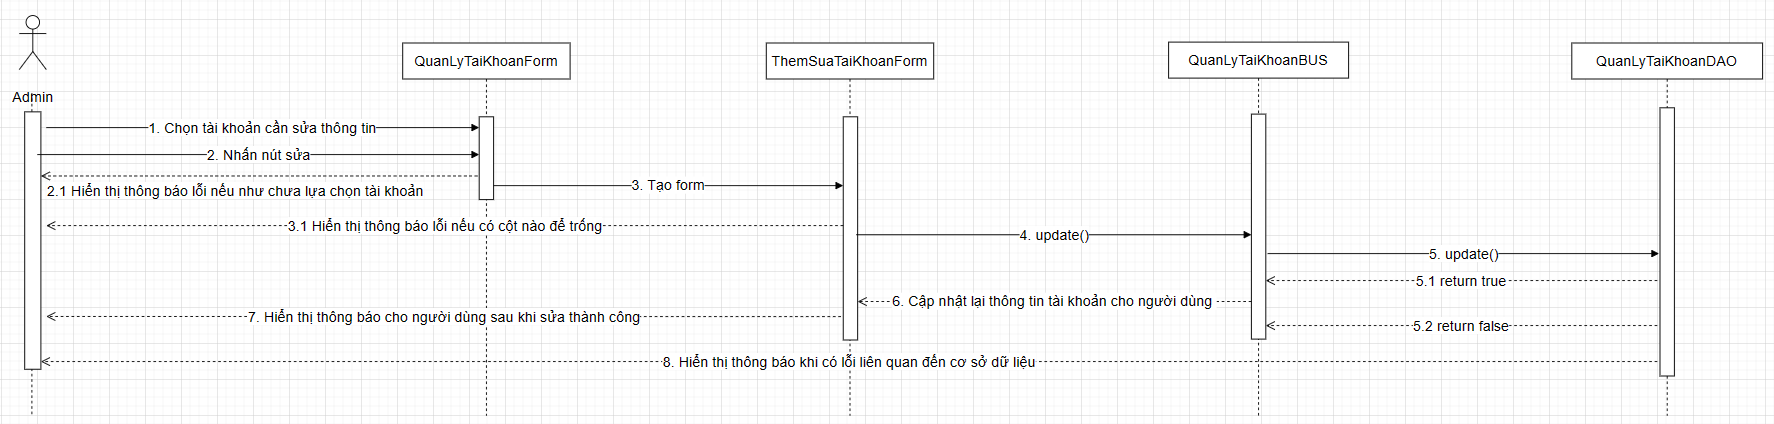 Admin
QuanLyTaiKhoanForm
ThemSuaTaiKhoanForm
QuanLyTaiKhoanBUS
QuanLyTaiKhoanDAO
1. Chọn tài khoản cần sửa thông tin
2. Nhấn nút sửa
2.1 Hiển thị thông báo lỗi nếu như chưa lựa chọn tài khoản
3. Tạo form
3.1 Hiển thị thông báo lỗi nếu có cột nào để trống
4. update()
5. update()
5.1 return true
6. Cập nhật lại thông tin tài khoản cho người dùng
7. Hiển thị thông báo cho người dùng sau khi sửa thành công
5.2 return false
8. Hiển thị thông báo khi có lỗi liên quan đến cơ sở dữ liệu